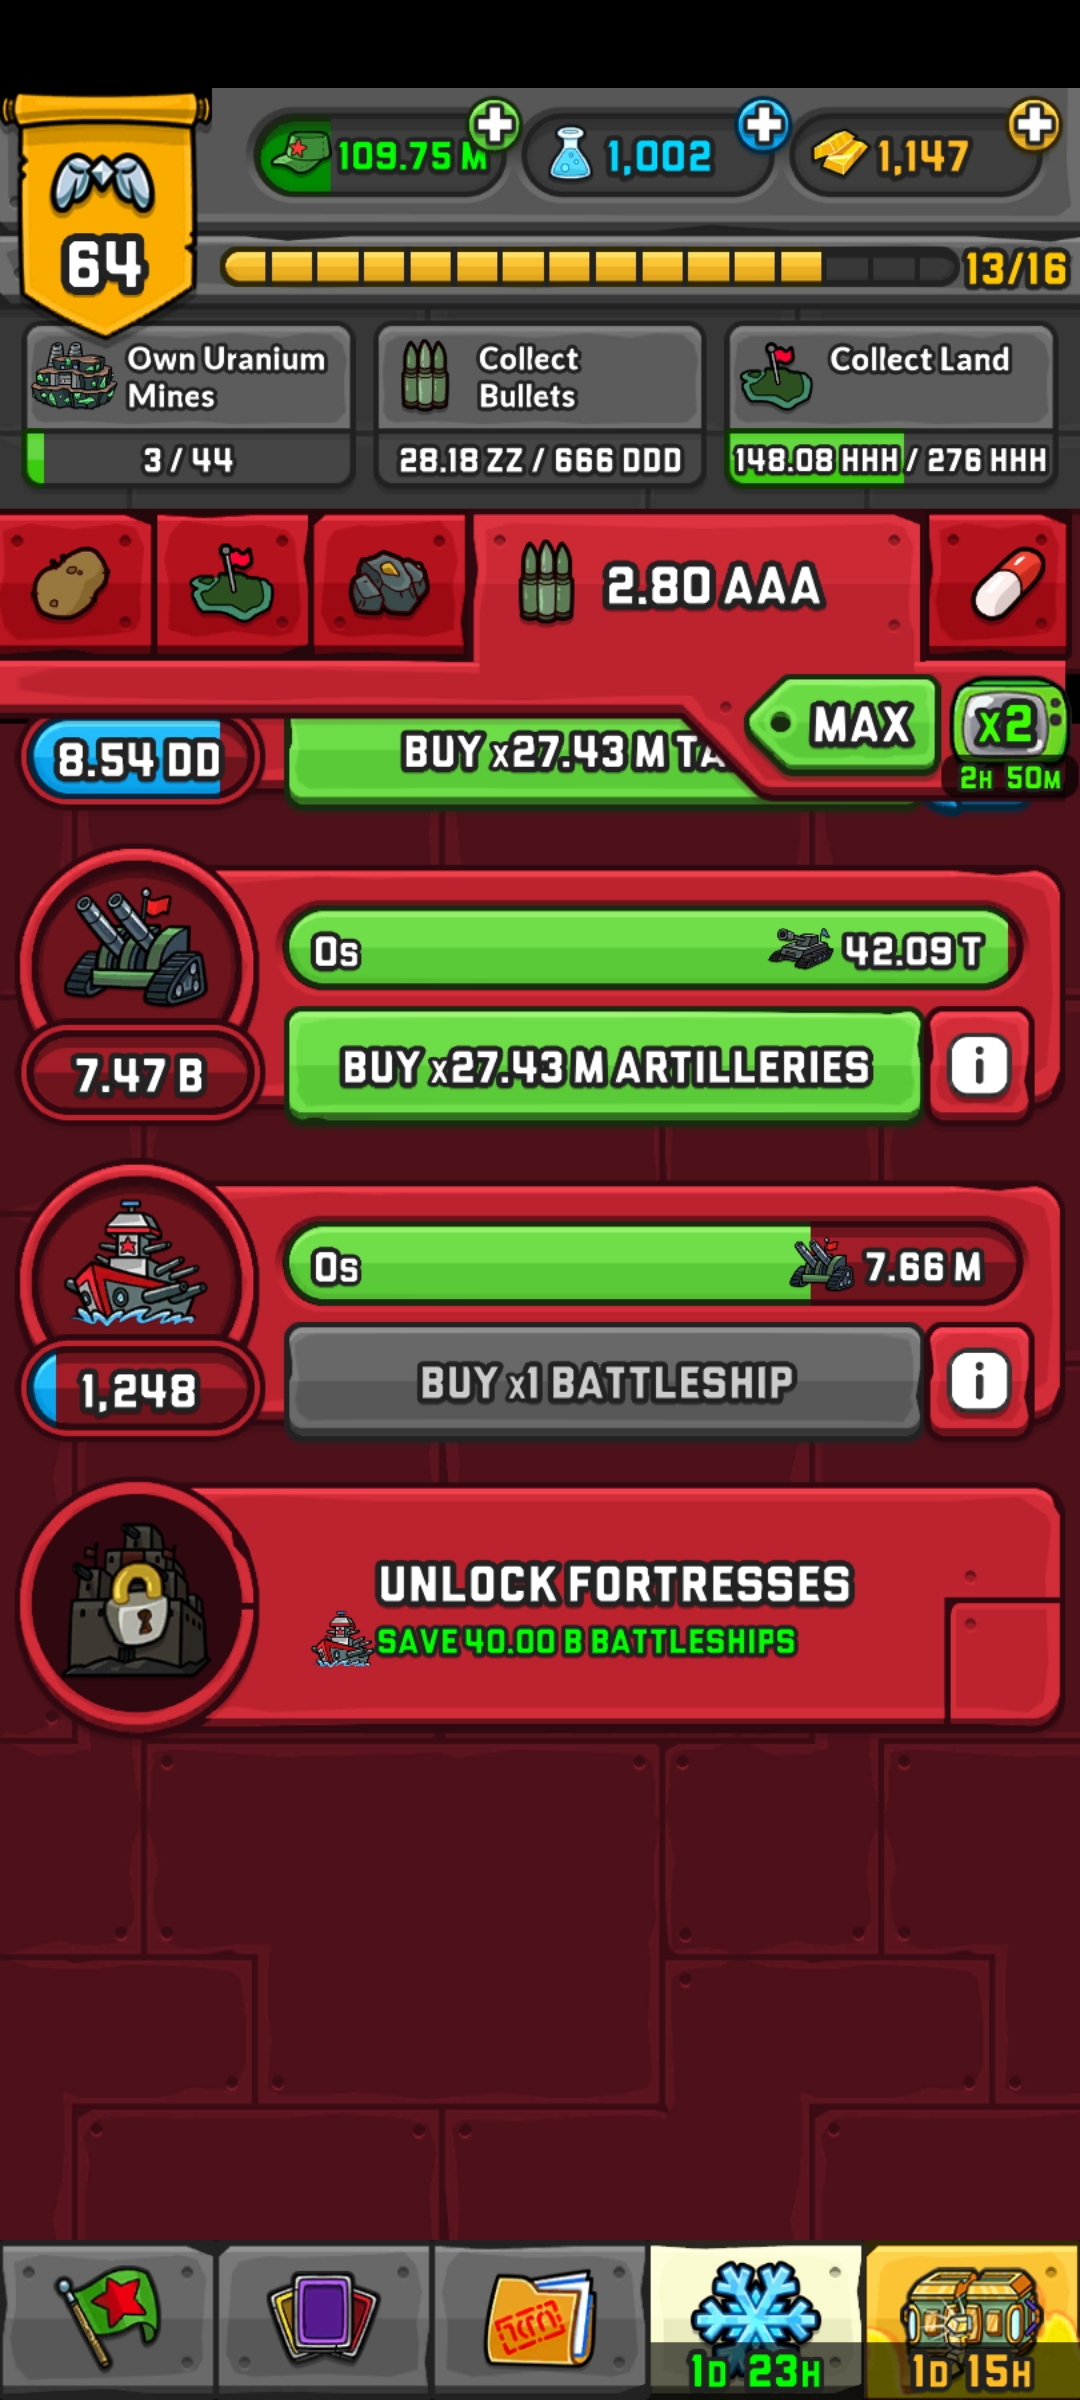 109.75 M
1,002
1,147
64
13/16
Own Uranium
Mines
3 / 44
Collect
Bullets
28.18 ZZ / 666 DDD
Collect Land
148.08 HHH / 276 HHH
2.80 AAA
MAX
x2
2H 50M
8.54 DD
BUY x27.43 M TA
0s
42.09 T
7.47 B
BUY x27.43 M ARTILLERIES
i
0s
7.66 M
1,248
BUY x1 BATTLESHIP
i
UNLOCK FORTRESSES
SAVE 40.00 B BATTLESHIPS
1D 23H
1D 15H